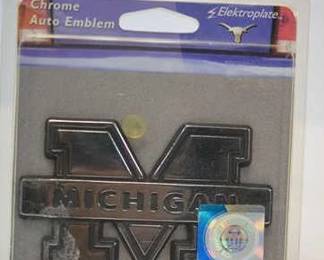 Chrome
Auto Emblem
Elektroplate
MICHIGAN